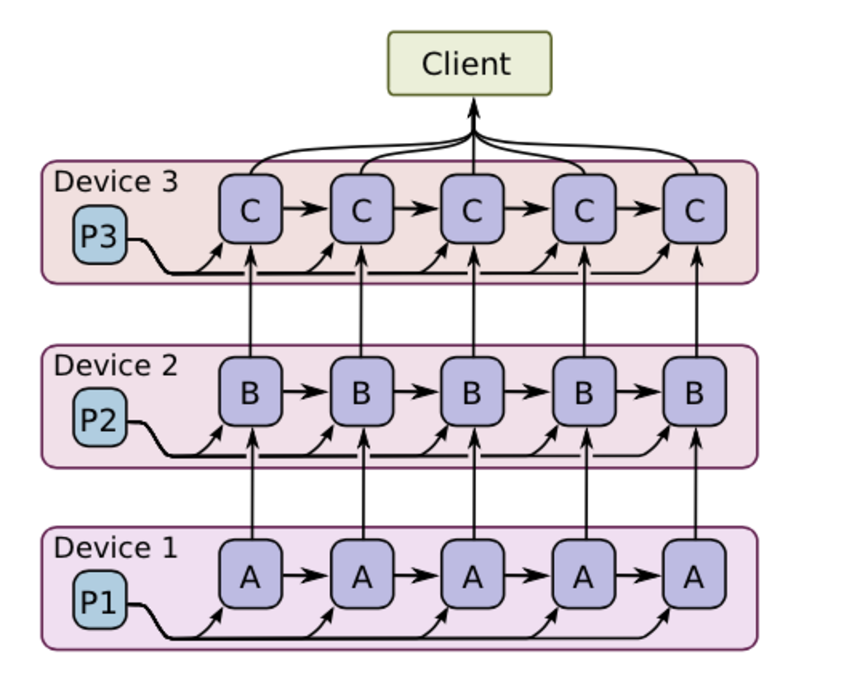 Client
Device 3
P3
C C C C C
Device 2
P2
B B B B B
Device 1
P1
A A A A A